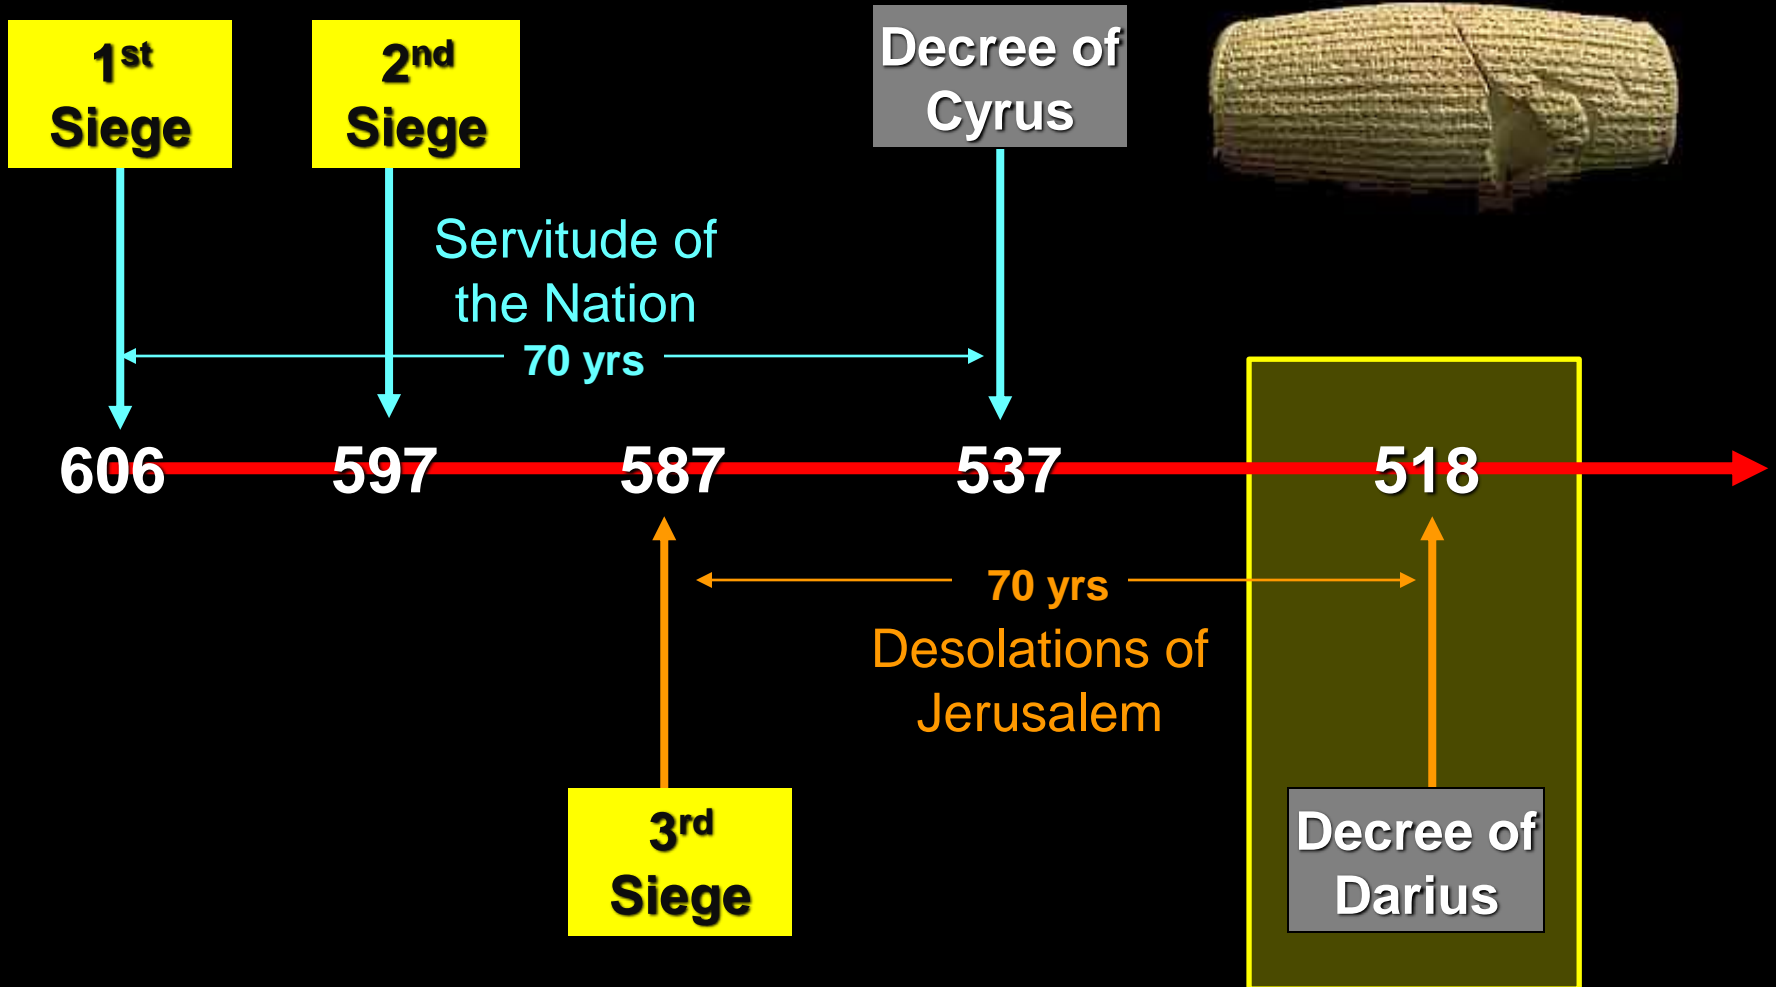 1st
Siege
2nd
Siege
Decree of
Cyrus
Servitude of
the Nation
70 yrs
606 597 587 537 518
70 yrs
Desolations of
Jerusalem
3rd
Siege
Decree of
Darius